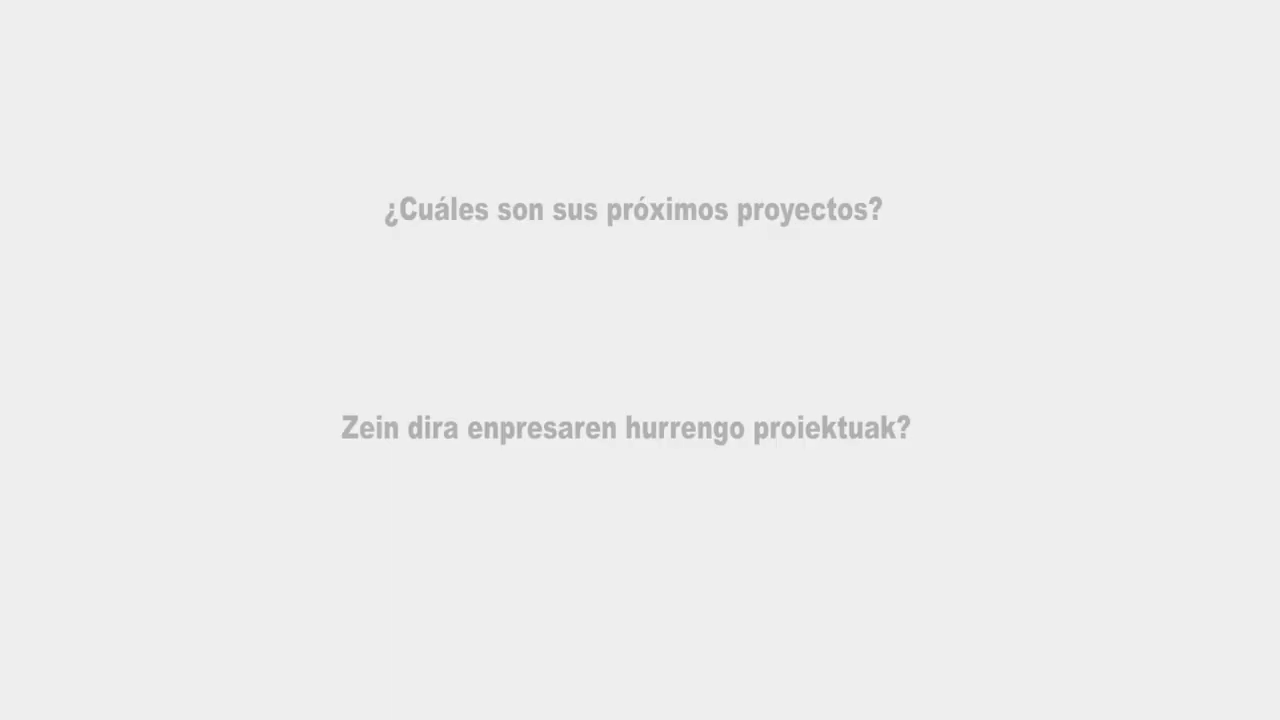 ¿Cuáles son sus próximos proyectos?
Zein dira enpresaren hurrengo proiektuak?